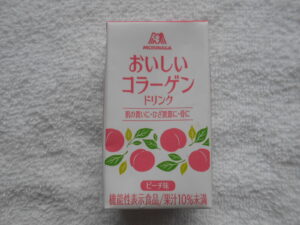 MORINAGA
おいしい
コラーゲン
ドリンク
肌の潤いに・ひざ関節に・骨に
ピーチ味
機能性表示食品/果汁10%未満